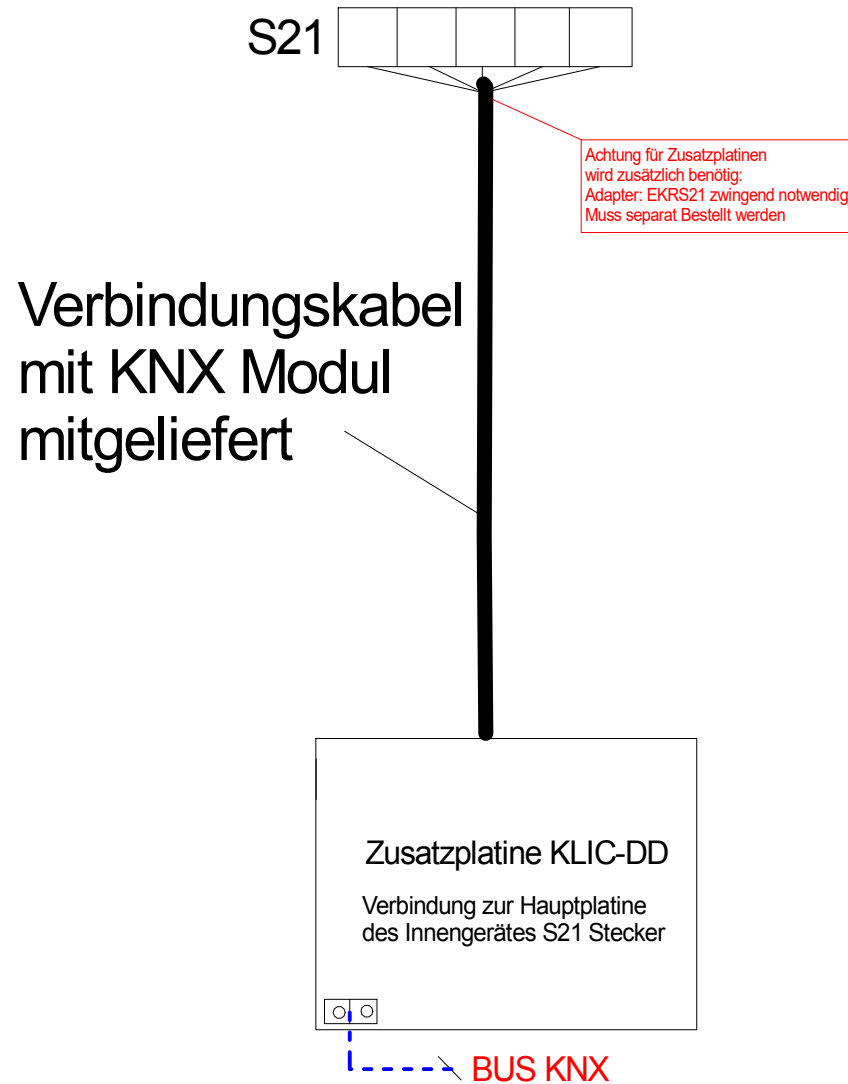 S21
Achtung für Zusatzplatinen
wird zusätzlich benötig:
Adapter: EKRS21 zwingend notwendig
Muss separat Bestellt werden
Verbindungskabel
mit KNX Modul
mitgeliefert
Zusatzplatine KLIC-DD
Verbindung zur Hauptplatine
des Innengerätes S21 Stecker
BUS KNX